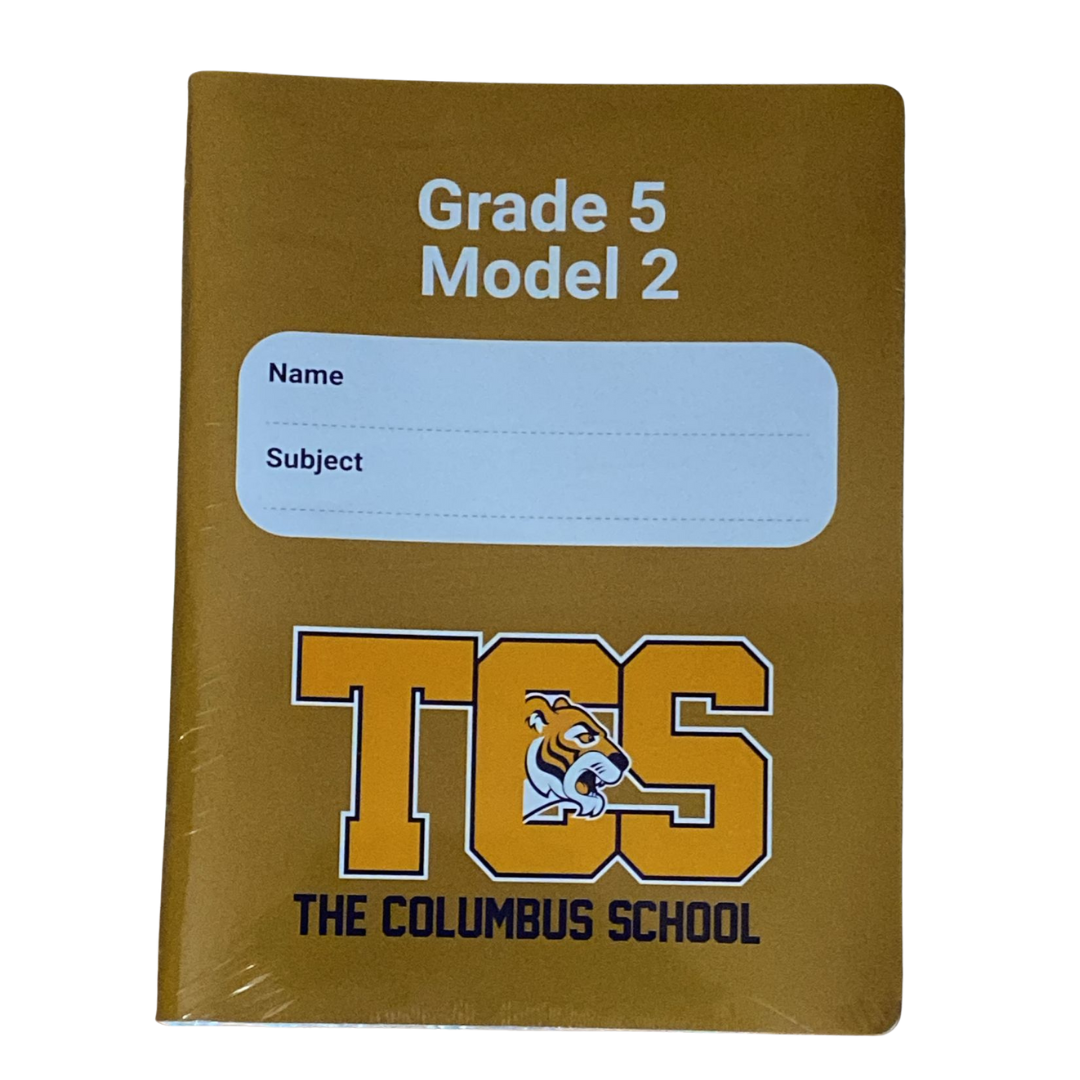 Grade 5
Model 2
Name
Subject
TCS
THE COLUMBUS SCHOOL